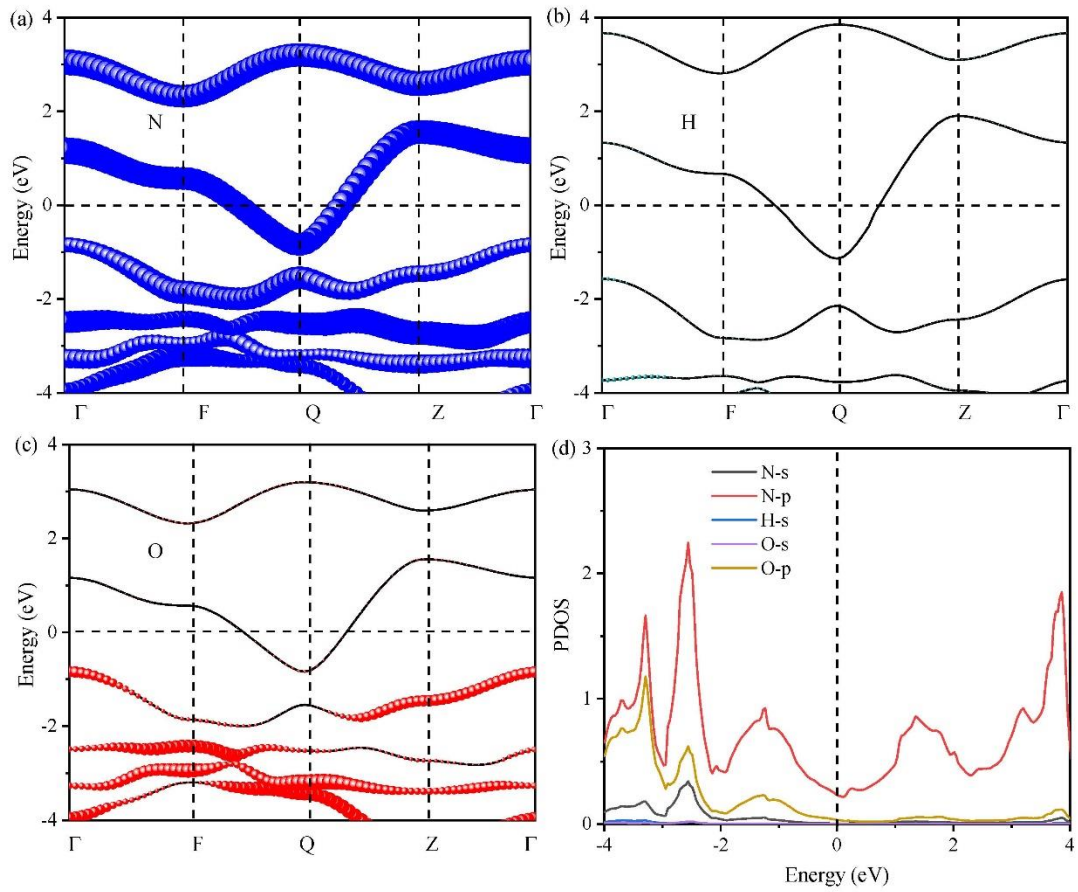 (a)
4
2
0
-2
-4
Energy (eV)
N
Γ
F
Q
Z
Γ
(b)
4
2
0
-2
-4
Energy (eV)
H
Γ
F
Q
Z
Γ
(c)
4
2
0
-2
-4
Energy (eV)
O
Γ
F
Q
Z
Γ
(d)
3
2
1
0
PDOS
N-s
N-p
H-s
O-s
O-p
-4
-2
0
2
4
Energy (eV)